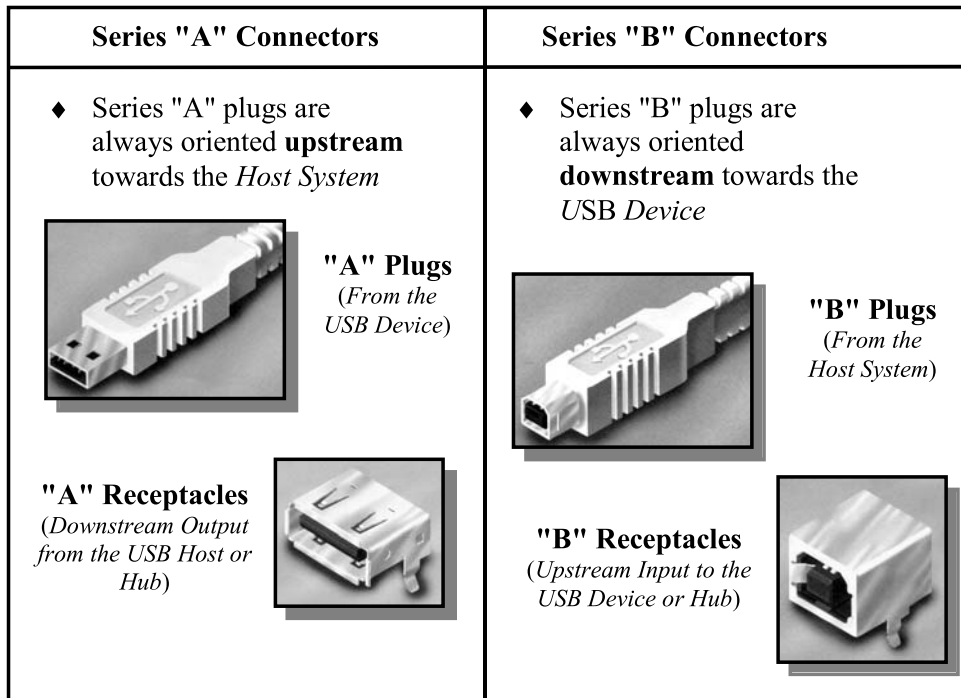 Series "A" Connectors
♦ Series "A" plugs are
always oriented upstream
towards the Host System
"A" Plugs
(From the
USB Device)
"A" Receptacles
(Downstream Output
from the USB Host or
Hub)
Series "B" Connectors
♦ Series "B" plugs are
always oriented
downstream towards the
USB Device
"B" Plugs
(From the
Host System)
"B" Receptacles
(Upstream Input to the
USB Device or Hub)